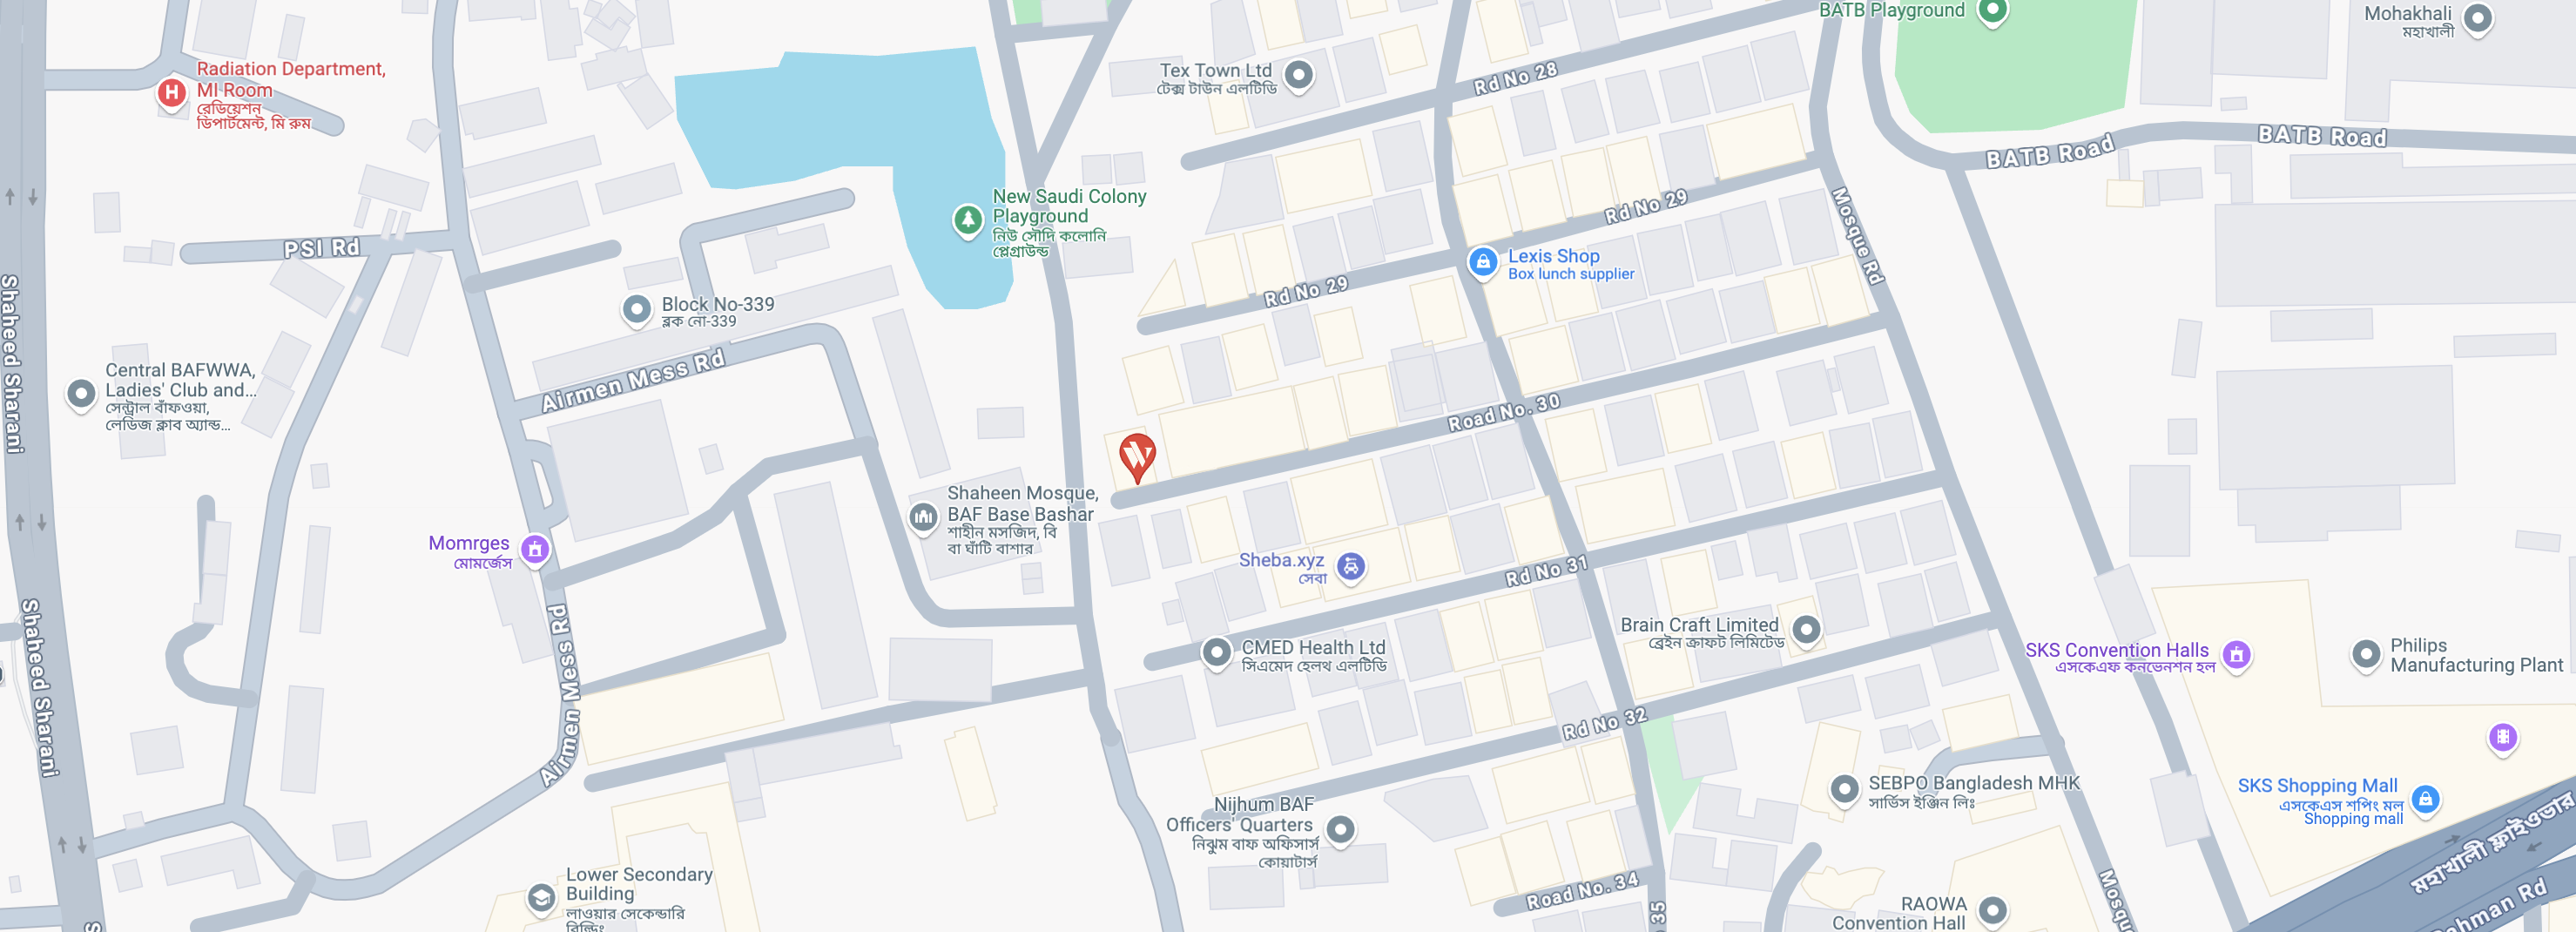 BATB Playground
Mohakhali
মহাখালী
Radiation Department,
MI Room
রেডিয়েশন
ডিপার্টমেন্ট, মি রুম
Tex Town Ltd
টেক্স টাউন এলটিডি
Rd No 28
BATB Road
BATB Road
New Saudi Colony
Playground
নিউ সৌদি কলোনি
প্লেগ্রাউন্ড
Rd No 29
Mosque Rd
PSI Rd
Lexis Shop
Box lunch supplier
Rd No 29
Block No-339
ব্লক নো-339
Shaheed Sharani
Airmen Mess Rd
Central BAFWWA,
Ladies' Club and...
সেন্ট্রাল বাঁফওয়া,
লেডিজ ক্লাব অ্যান্ড...
Road No. 30
Shaheen Mosque,
BAF Base Bashar
শাহীন মসজিদ, বি
বা ঘাঁটি বাশার
Momrges
মোমর্জেস
Sheba.xyz
সেবা
Rd No 31
Brain Craft Limited
ব্রেইন ক্রাফট লিমিটেড
CMED Health Ltd
সিএমেদ হেলথ এলটিডি
SKS Convention Halls
এসকেএফ কনভেনশন হল
Philips
Manufacturing Plant
Shaheed Sharani
Airmen Mess Rd
Rd No 32
SEBPO Bangladesh MHK
সার্ভিস ইঞ্জিন লিঃ
SKS Shopping Mall
এসকেএস শপিং মল
Shopping mall
Nijhum BAF
Officers' Quarters
নিঝুম বাফ অফিসার্স
কোয়াটার্স
মহাখালী ফ্লাইওভার
Lower Secondary
Building
লাওয়ার সেকেন্ডারি
বিল্ডিং
Road No. 34
35
RAOWA
Convention Hall
Mosqu
Rehman Rd
S